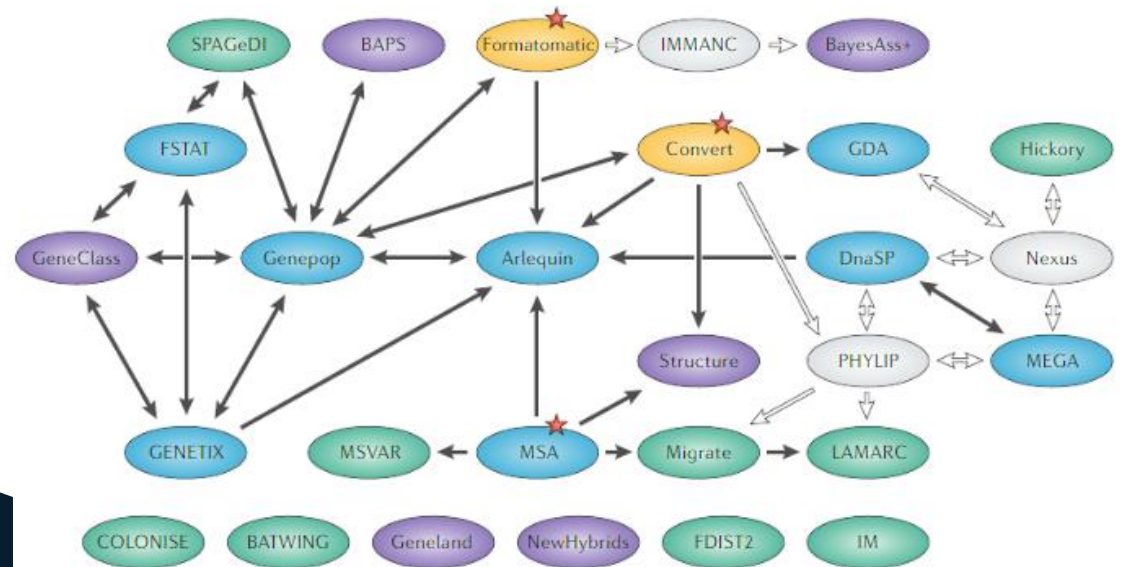 SPAGeDI
BAPS
Formatomatic
IMMANC
BayesAss+
FSTAT
Convert
GDA
Hickory
GeneClass
Genepop
Arlequin
DnaSP
Nexus
Structure
PHYLIP
MEGA
GENETIX
MSVAR
MSA
Migrate
LAMARC
COLONISE
BATWING
Geneland
NewHybrids
FDIST2
IM